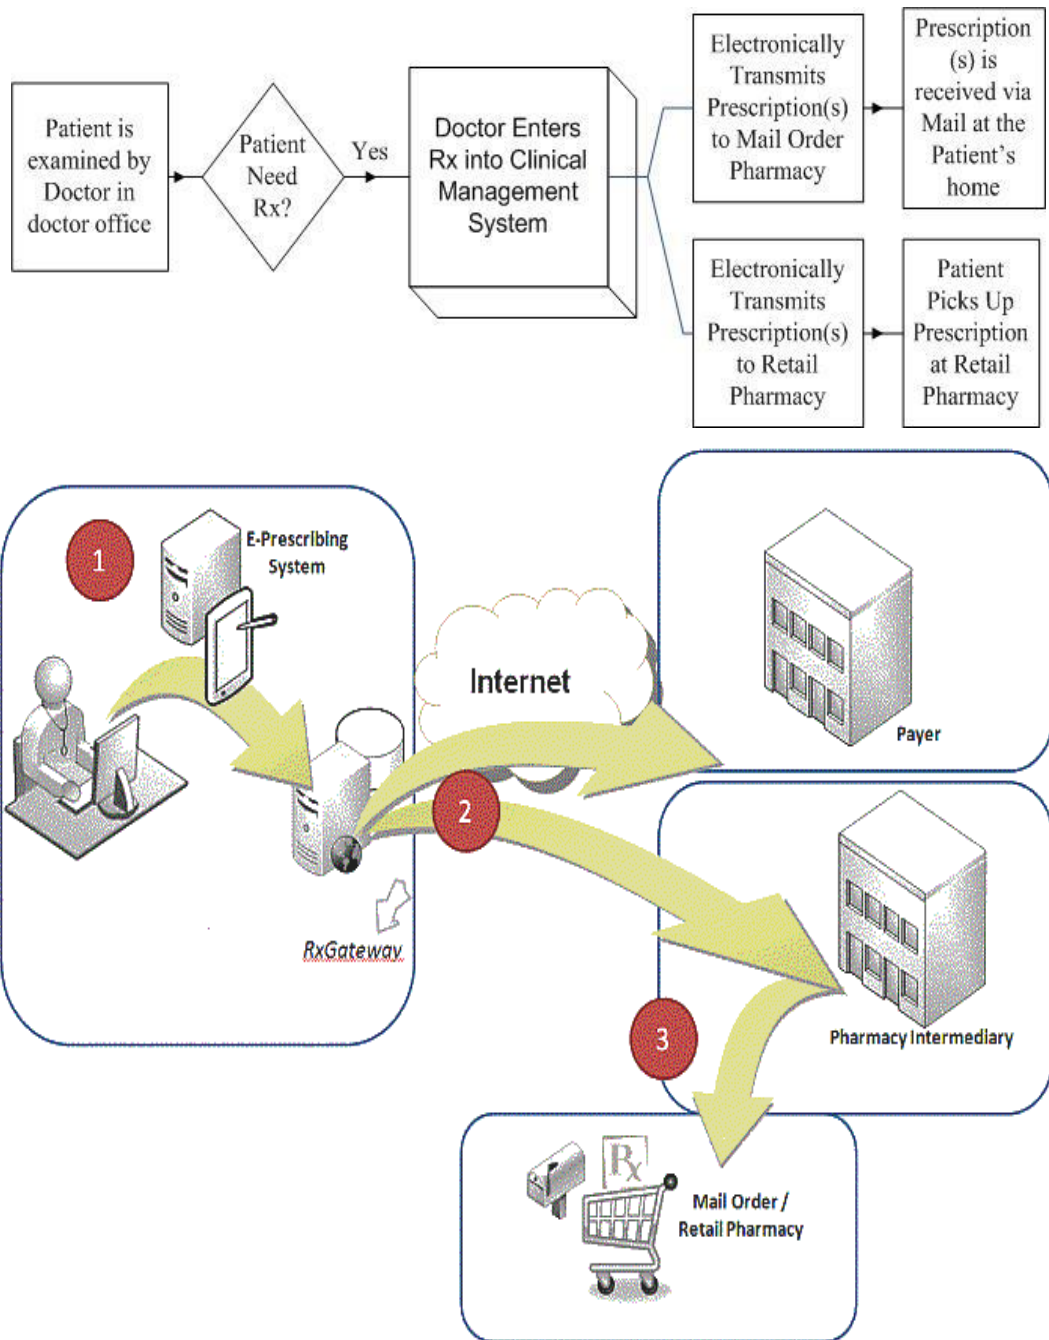 Patient is
examined by
Doctor in
doctor office
Patient
Need
Rx?
Yes
Doctor Enters
Rx into Clinical
Management
System
Electronically
Transmits
Prescription(s)
to Mail Order
Pharmacy
Prescription
(s) is
received via
Mail at the
Patient's
home
Electronically
Transmits
Prescription(s)
to Retail
Pharmacy
Patient
Picks Up
Prescription
at Retail
Pharmacy
1
E-Prescribing
System
Internet
Payer
2
RxGateway
3
Pharmacy Intermediary
Rx
Mail Order /
Retail Pharmacy